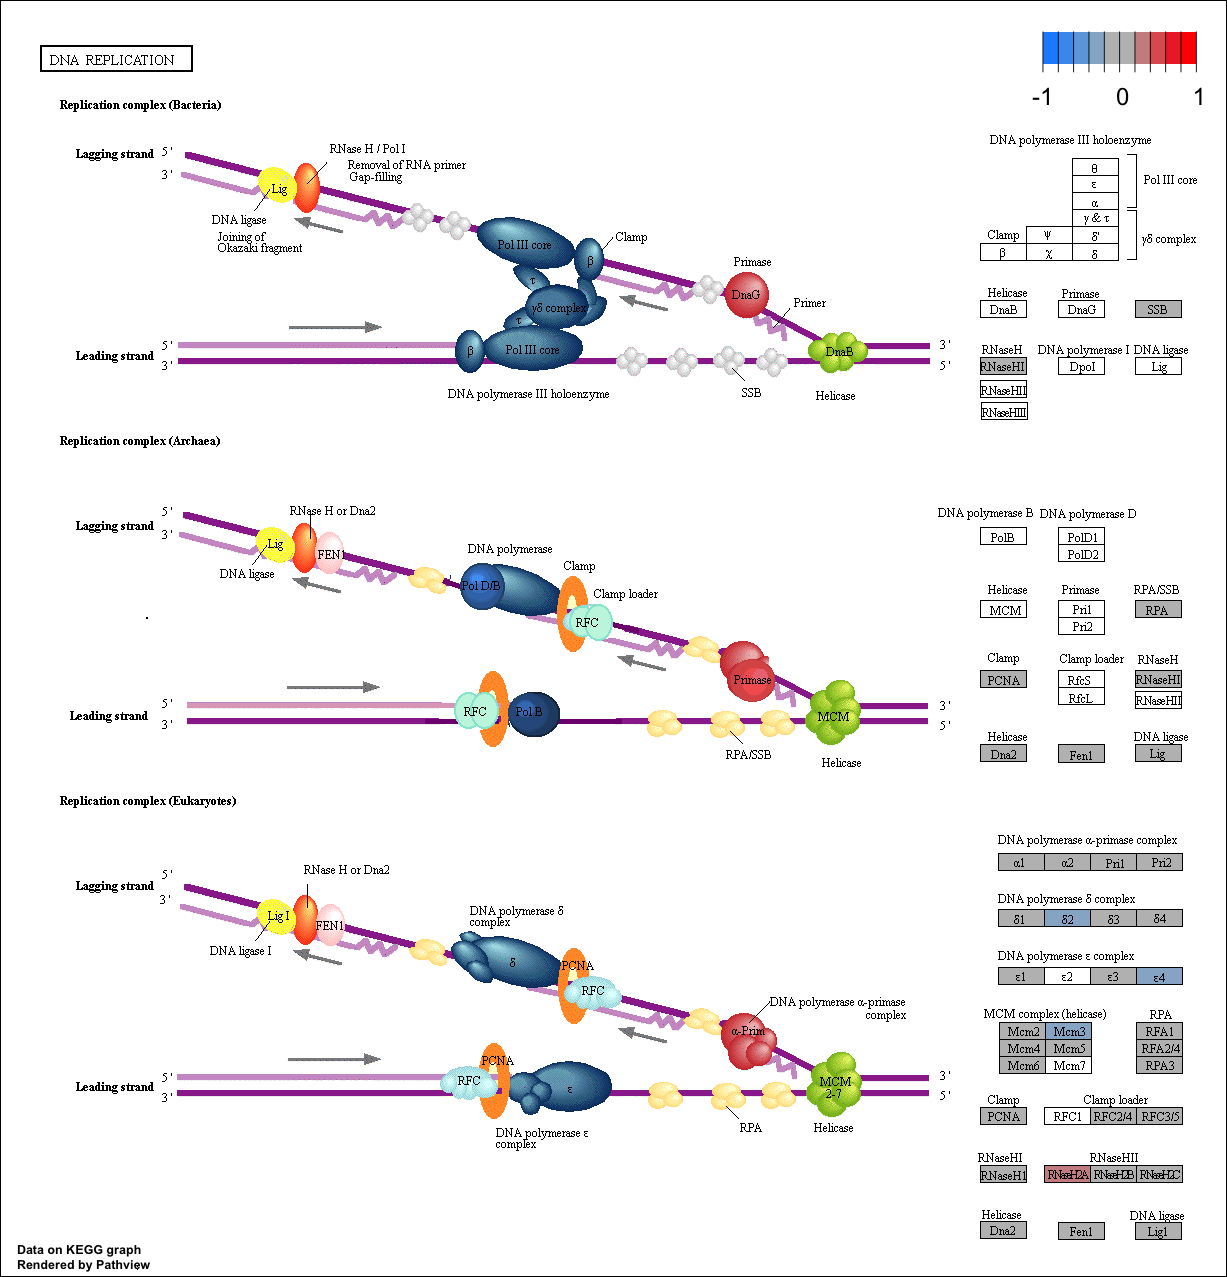 DNA REPLICATION
-1 0 1
Replication complex (Bacteria)
Lagging strand 5'
3'
RNase H / Pol I
Removal of RNA primer
Gap-filling
Lig
DNA ligase
Joining of
Okazaki fragment
Pol III core
Clamp
β
τ
γδ complex
τ
β
Pol III core
Primase
DnaG
Primer
DnaB
5'
Leading strand 3'
3'
5'
DNA polymerase III holoenzyme
SSB
Helicase
DNA polymerase III holoenzyme
θ
ε
α
Pol III core
γ & τ
Clamp ψ δ'
β χ δ
γδ complex
Helicase Primase
DnaB DnaG SSB
RNaseH DNA polymerase I DNA ligase
RNaseHI DpoI Lig
RNaseHII
RNaseHIII
Replication complex (Archaea)
Lagging strand 5'
3'
RNase H or Dna2
Lig
FEN1
DNA ligase
DNA polymerase
Pol D/B
Clamp
Clamp loader
RFC
Primase
MCM
RFC
Pol B
5'
Leading strand
3'
3'
5'
RPA/SSB
Helicase
DNA polymerase B DNA polymerase D
PolB PolD1
PolD2
Helicase Primase RPA/SSB
MCM Pri1 RPA
Pri2
Clamp Clamp loader RNaseH
PCNA RfcS RNaseHI
RfcL RNaseHII
Helicase DNA ligase
Dna2 Fen1 Lig
Replication complex (Eukaryotes)
Lagging strand 5'
3'
RNase H or Dna2
Lig I
FEN1
DNA ligase I
DNA polymerase δ
complex
δ
PCNA
RFC
DNA polymerase α-primase
complex
α-Prim
PCNA
RFC
ε
MCM
2-7
5'
Leading strand
3'
3'
5'
DNA polymerase ε
complex
RPA
Helicase
DNA polymerase α-primase complex
α1 α2 Pri1 Pri2
DNA polymerase δ complex
δ1 δ2 δ3 δ4
DNA polymerase ε complex
ε1 ε2 ε3 ε4
MCM complex (helicase) RPA
Mcm2 Mcm3 RFA1
Mcm4 Mcm5 RFA2/4
Mcm6 Mcm7 RPA3
Clamp Clamp loader
PCNA RFC1 RFC2/4 RFC3/5
RNaseHI RNaseHII
RNaseH1 RNaseH2A RNaseH2B RNaseH2C
Helicase DNA ligase
Dna2 Fen1 Lig1
Data on KEGG graph
Rendered by Pathview